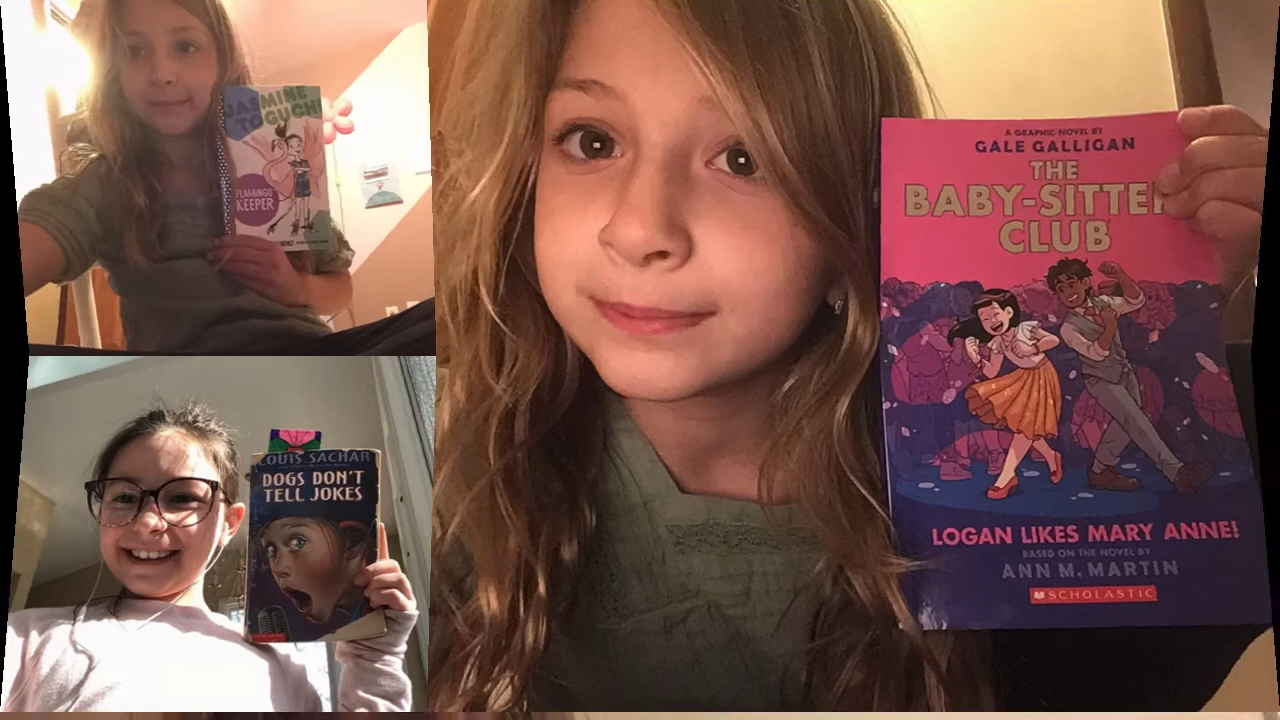 JASMINE
TOGUCHI
FLAMINGO
KEEPER
LOUIS SACHAR
DOGS DON'T
TELL JOKES
SCHOLASTIC
A GRAPHIC NOVEL BY
GALE GALLIGAN
THE
BABY-SITTER
CLUB
LOGAN LIKES MARY ANNE!
BASED ON THE NOVEL BY
ANN M. MARTIN
SCHOLASTIC